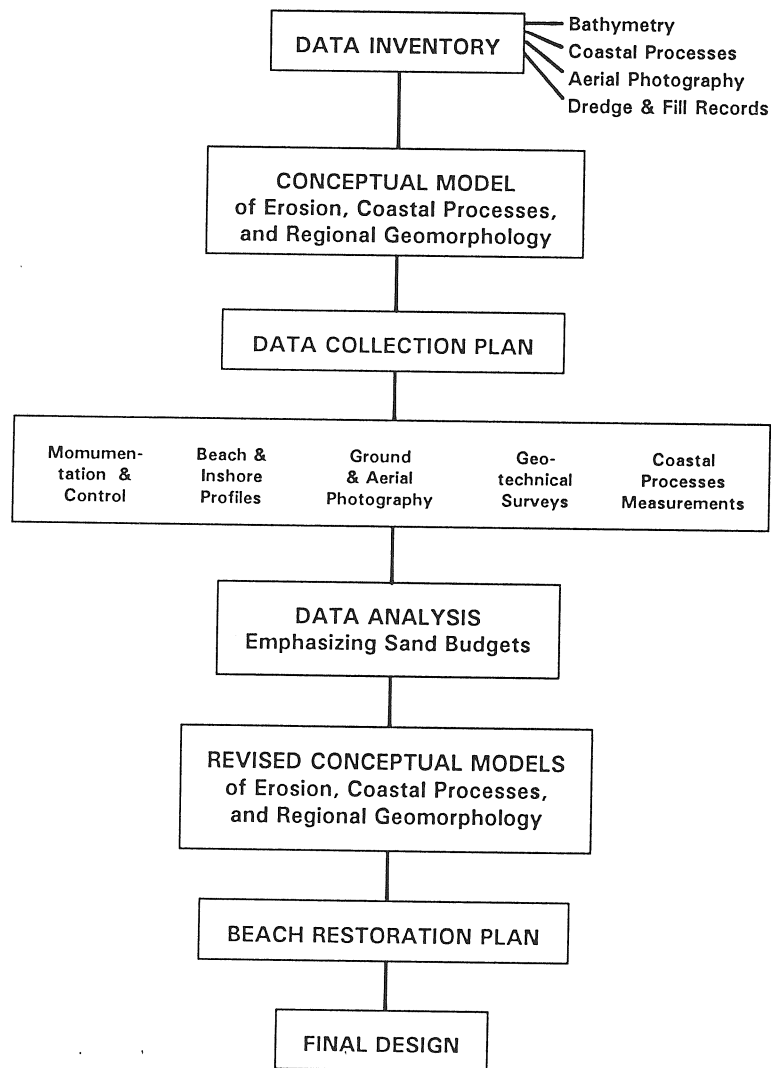 DATA INVENTORY
Bathymetry
Coastal Processes
Aerial Photography
Dredge & Fill Records
CONCEPTUAL MODEL
of Erosion, Coastal Processes,
and Regional Geomorphology
DATA COLLECTION PLAN
Momumen-
tation &
Control
Beach &
Inshore
Profiles
Ground
& Aerial
Photography
Geo-
technical
Surveys
Coastal
Processes
Measurements
DATA ANALYSIS
Emphasizing Sand Budgets
REVISED CONCEPTUAL MODELS
of Erosion, Coastal Processes,
and Regional Geomorphology
BEACH RESTORATION PLAN
FINAL DESIGN